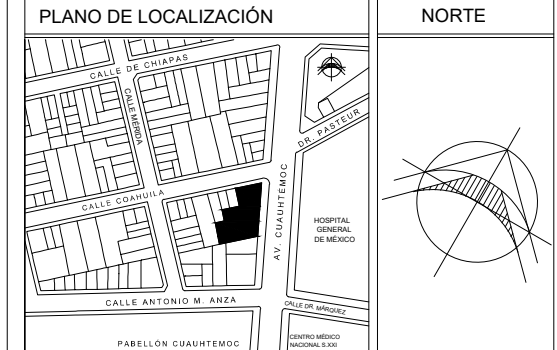 PLANO DE LOCALIZACIÓN
NORTE
CALLE DE CHIAPAS
CALLE MÉRIDA
DR. PASTEUR
CALLE COAHUILA
AV. CUAUHTEMOC
HOSPITAL
GENERAL
DE MÉXICO
CALLE ANTONIO M. ANZA
CALLE DR. MÁRQUEZ
PABELLÓN CUAUHTEMOC
CENTRO MÉDICO
NACIONAL S.XXI